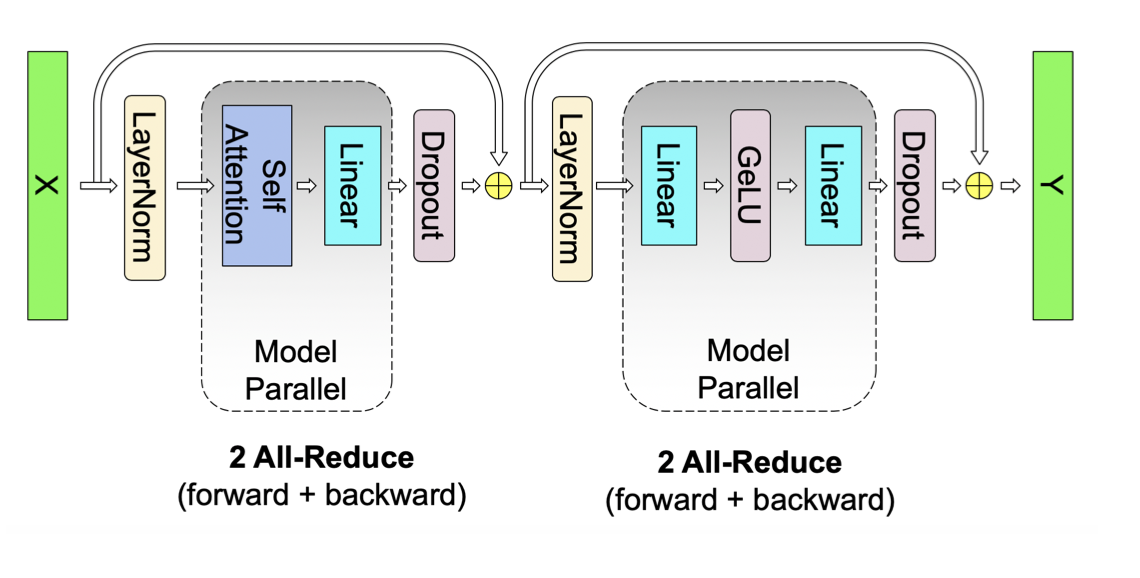 X
LayerNorm
Self
Attention
Linear
Dropout
LayerNorm
Linear
GeLU
Linear
Dropout
Y
Model
Parallel
Model
Parallel
2 All-Reduce
(forward + backward)
2 All-Reduce
(forward + backward)